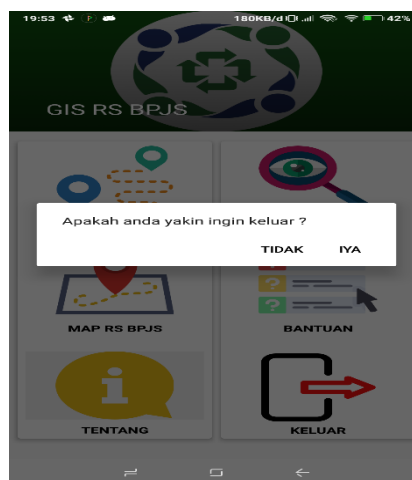 19:53
180KB/d
42%
GIS RS BPJS
Apakah anda yakin ingin keluar ?
TIDAK IYA
MAP RS BPJS
BANTUAN
TENTANG
KELUAR